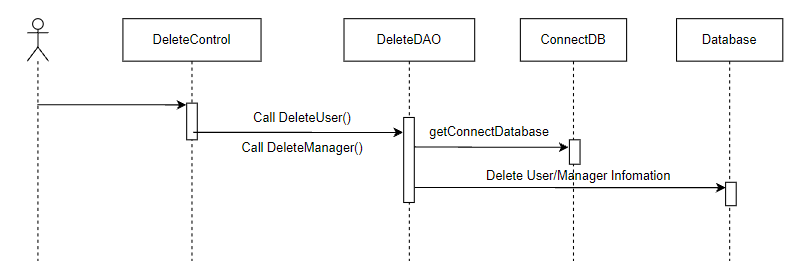 DeleteControl
DeleteDAO
ConnectDB
Database
Call DeleteUser()
Call DeleteManager()
getConnectDatabase
Delete User/Manager Infomation